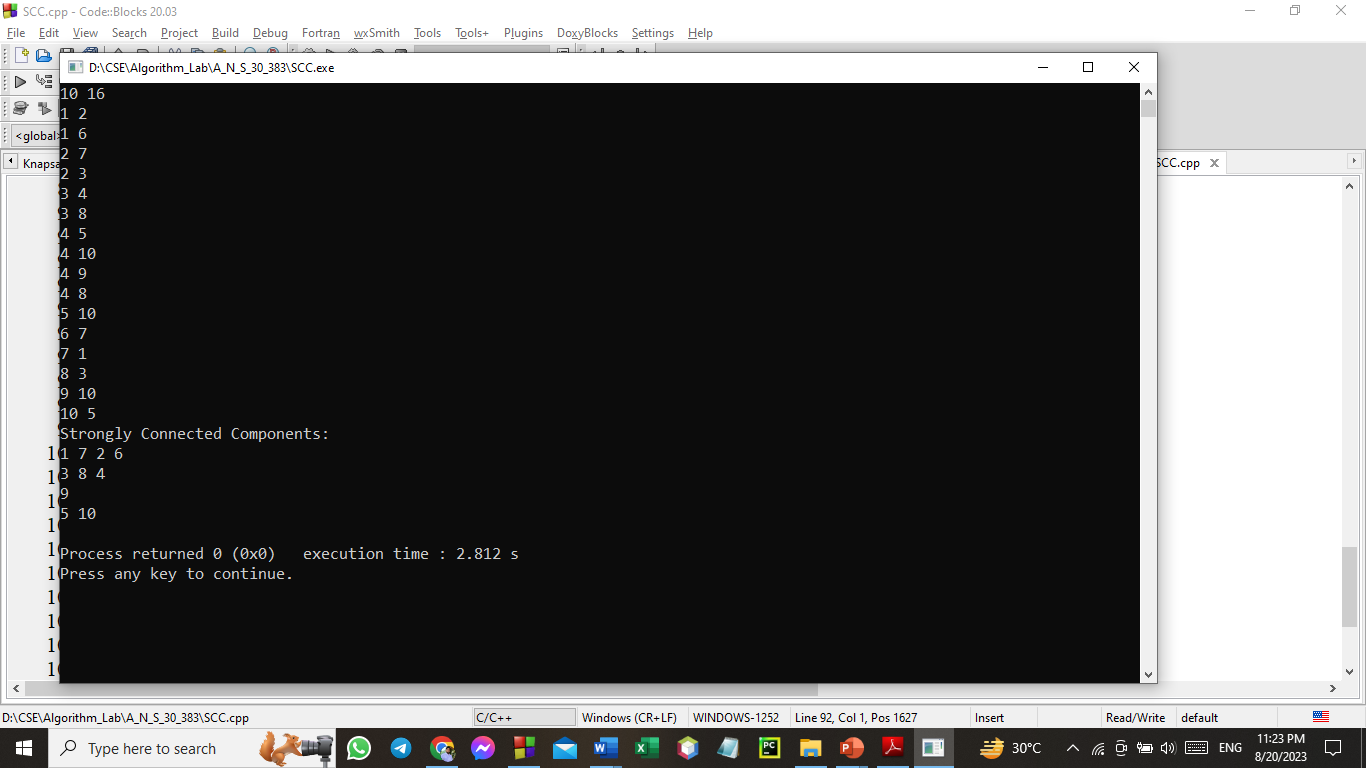 SCC.cpp - Code::Blocks 20.03
File Edit View Search Project Build Debug Fortran wxSmith Tools Tools+ Plugins DoxyBlocks Settings Help
D:\CSE\Algorithm_Lab\A_N_S_30_383\SCC.exe
<global>
SCC.cpp
10 16
1 2
1 6
2 7
2 3
3 4
3 8
4 5
4 10
4 9
4 8
5 10
6 7
7 1
8 3
9 10
10 5
Strongly Connected Components:
1 7 2 6
3 8 4
9
5 10
Process returned 0 (0x0)   execution time : 2.812 s
Press any key to continue.
D:\CSE\Algorithm_Lab\A_N_S_30_383\SCC.cpp C/C++ Windows (CR+LF) WINDOWS-1252 Line 92, Col 1, Pos 1627 Insert Read/Write default
Type here to search 30°C ENG 11:23 PM
8/20/2023